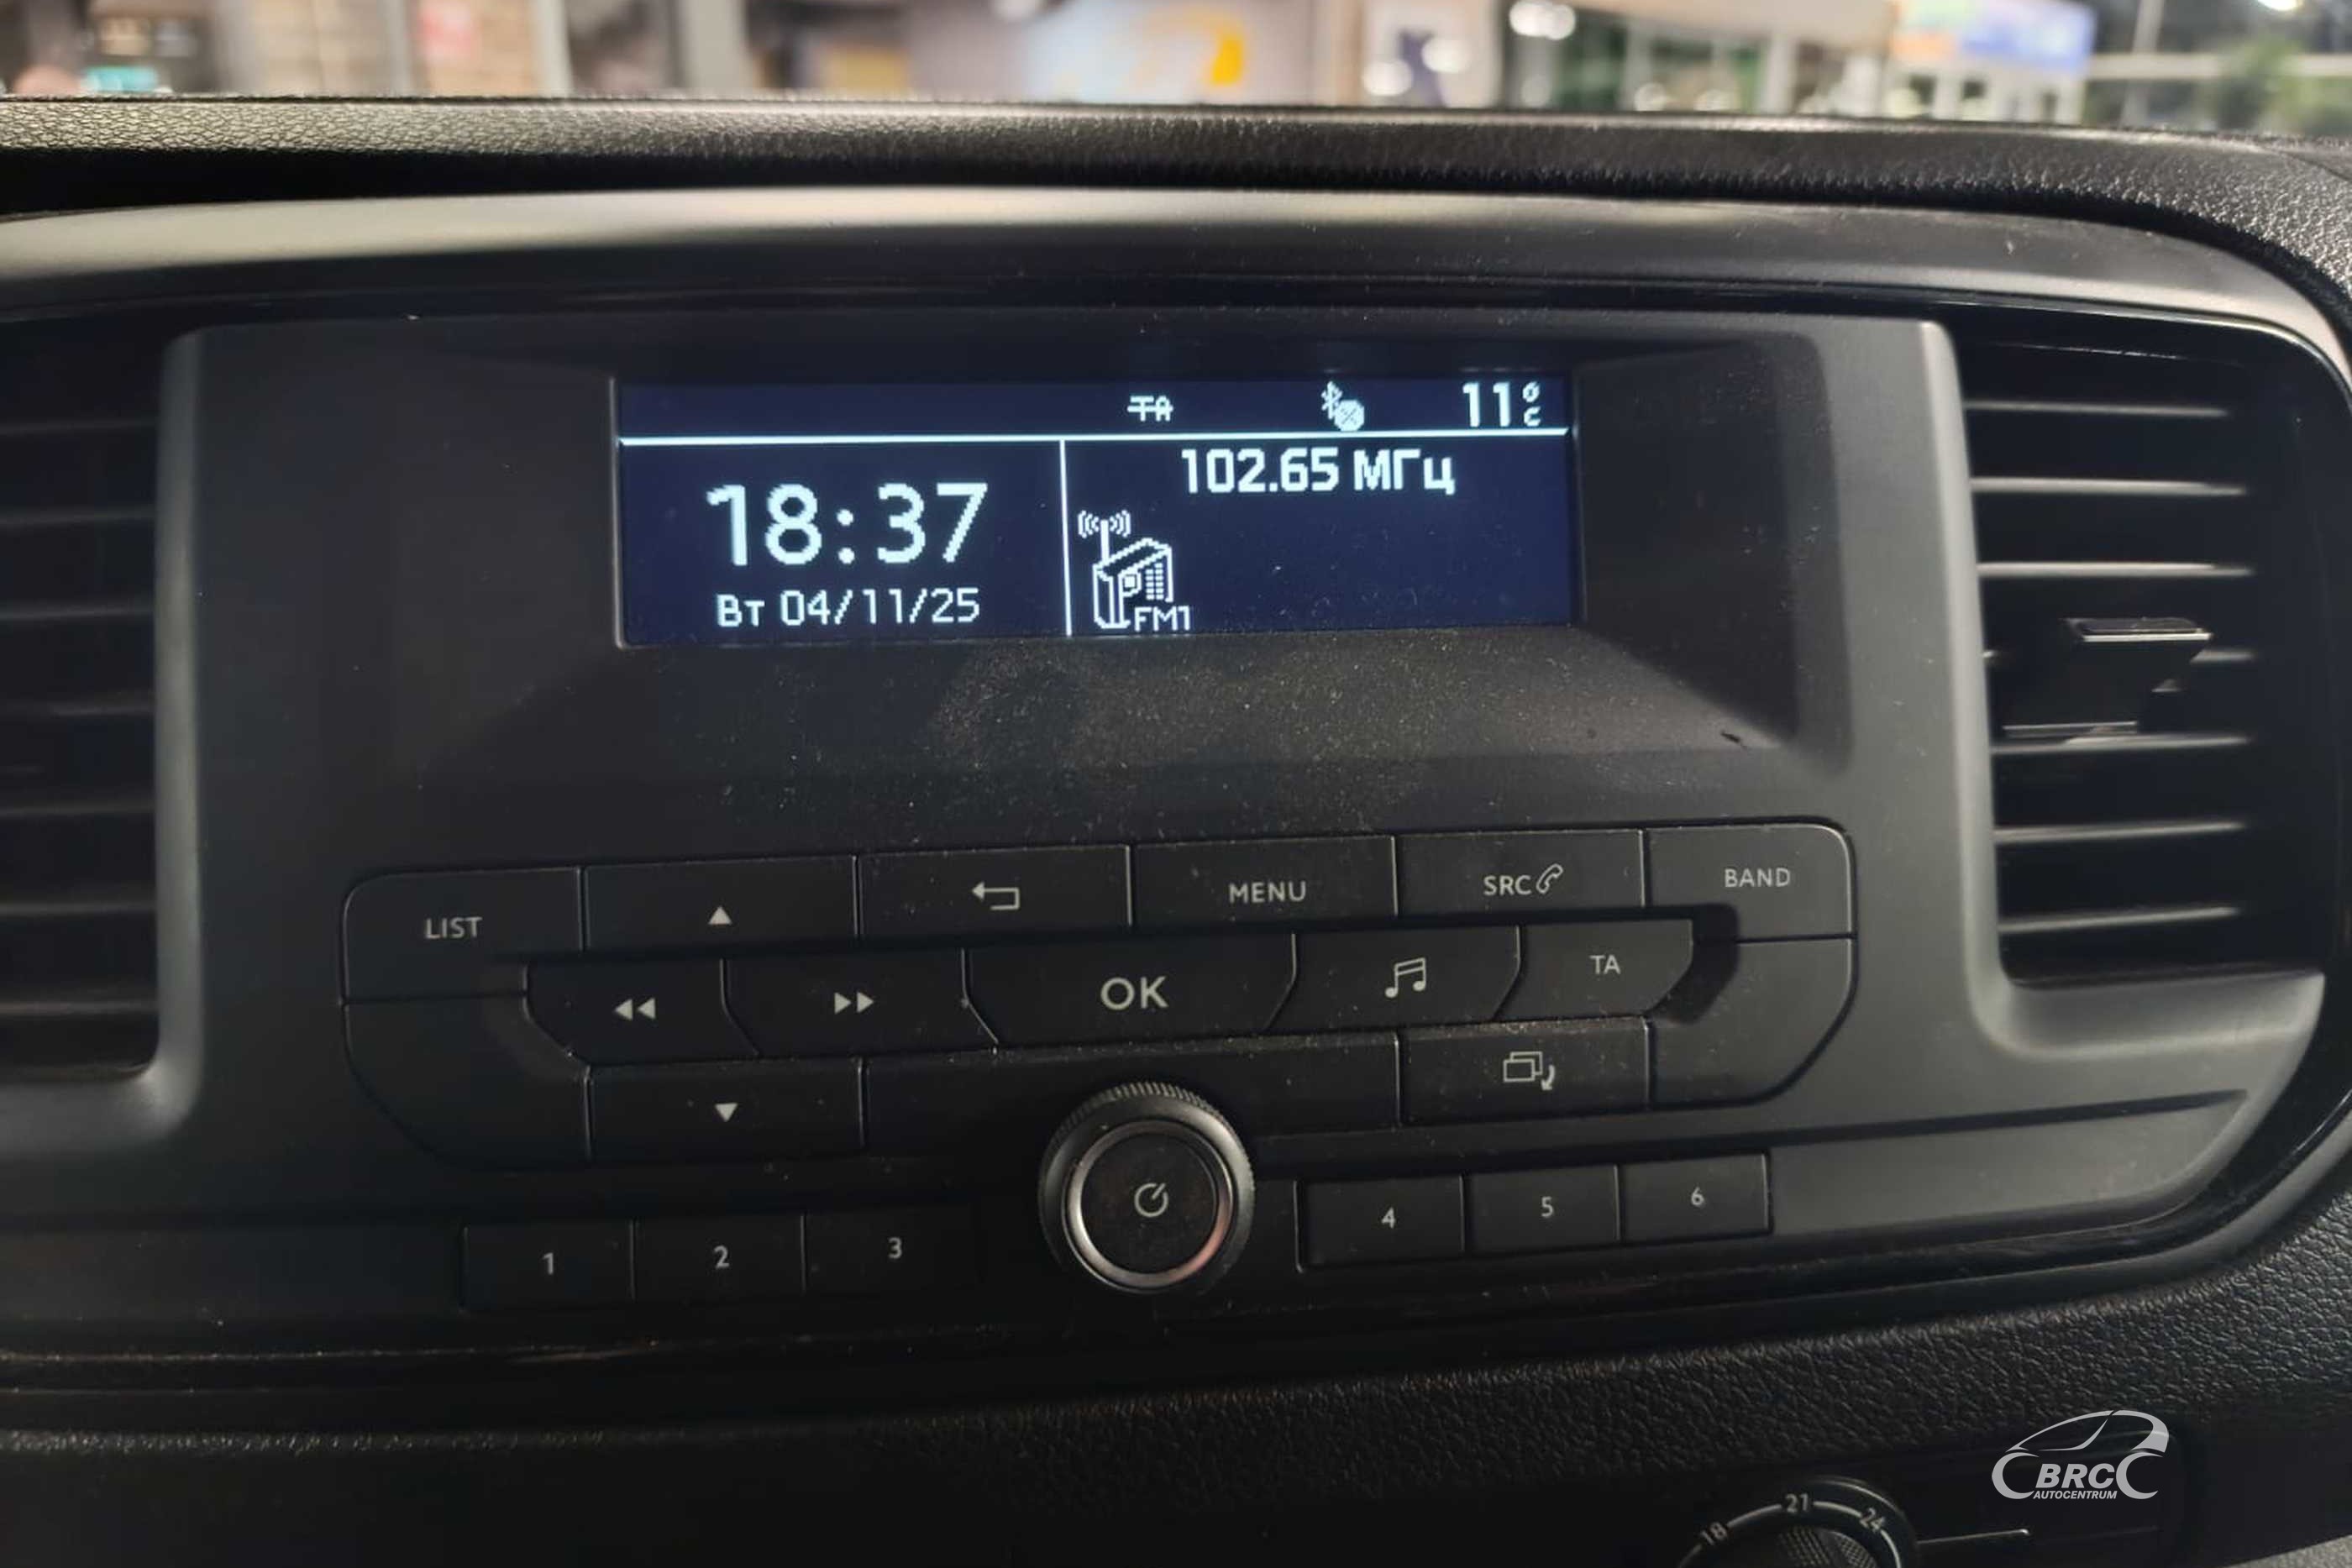 TA
11°C
102.65 МГц
18:37
Вт 04/11/25
FM1
LIST
MENU
SRC
BAND
OK
TA
1
2
3
4
5
6
18
21
24
BRC
AUTOCENTRUM